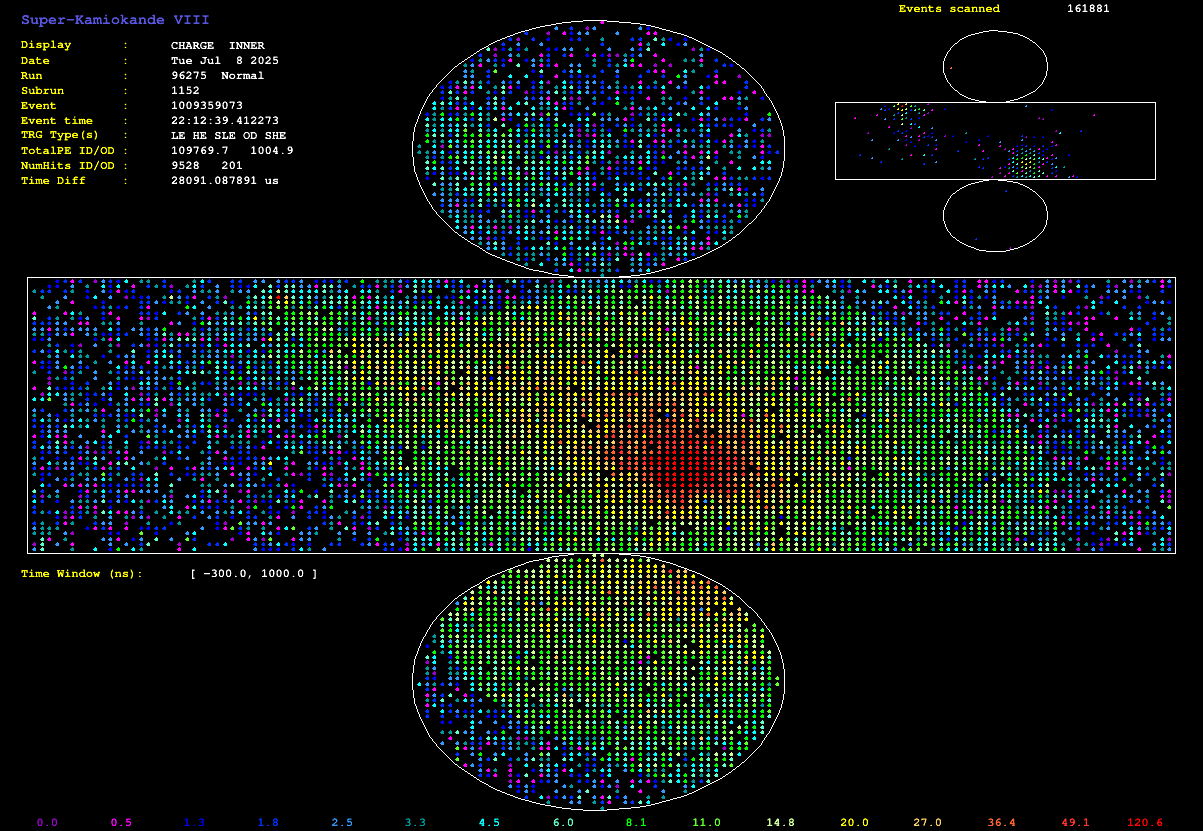 Super-Kamiokande VIII
Events scanned 161881
Display : CHARGE INNER
Date : Tue Jul 8 2025
Run : 96275 Normal
Subrun : 1152
Event : 1009359073
Event time : 22:12:39.412273
TRG Type(s) : LE HE SLE OD SHE
TotalPE ID/OD : 109769.7 1004.9
NumHits ID/OD : 9528 201
Time Diff : 28091.087891 us
Time Window (ns): [ -300.0, 1000.0 ]
0.0 0.5 1.3 1.8 2.5 3.3 4.5 6.0 8.1 11.0 14.8 20.0 27.0 36.4 49.1 120.6